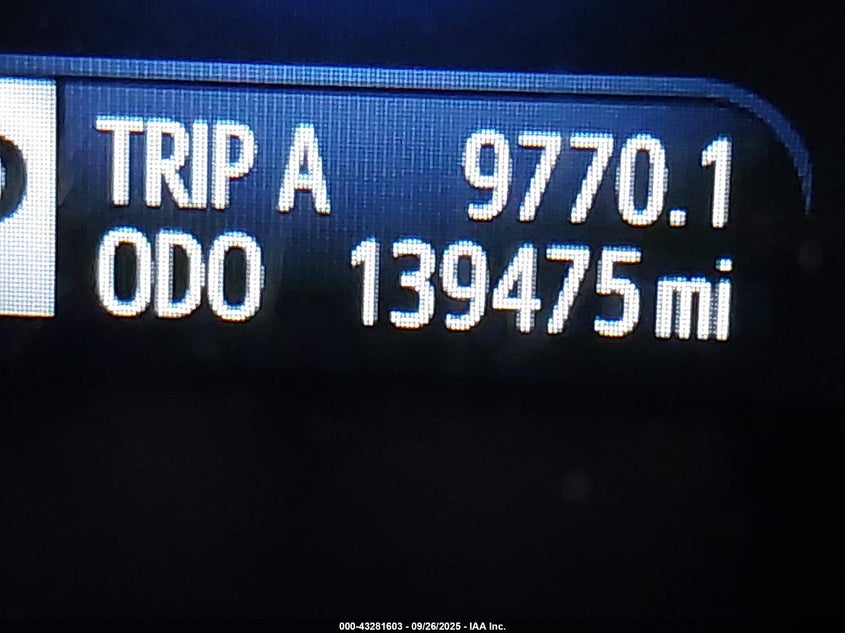 TRIP A 9770.1
ODO 139475 mi
000-43281603 - 09/26/2025 - IAA Inc.